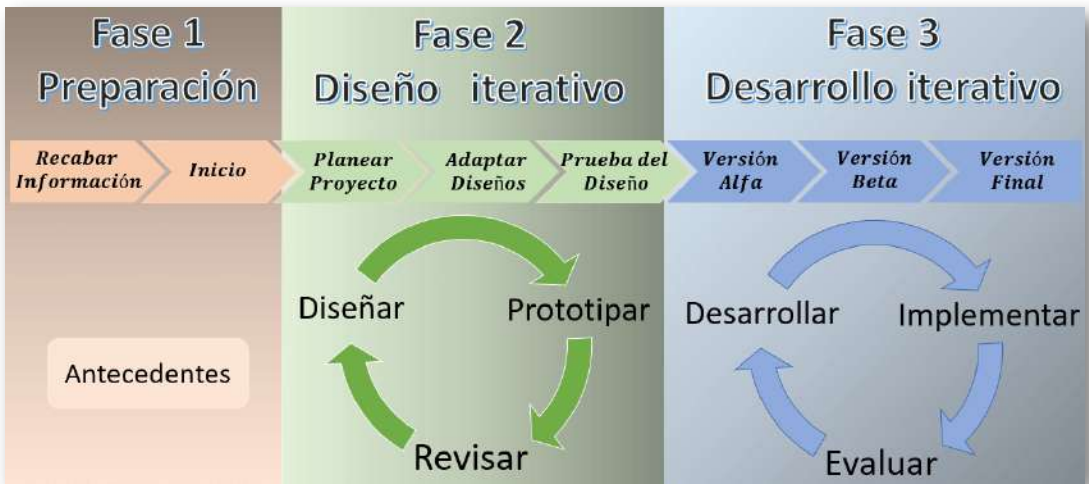 Fase 1
Preparación
Fase 2
Diseño iterativo
Fase 3
Desarrollo iterativo
Recabar
Información
Inicio
Planear
Proyecto
Adaptar
Diseños
Prueba del
Diseño
Versión
Alfa
Versión
Beta
Versión
Final
Antecedentes
Diseñar
Prototipar
Revisar
Desarrollar
Implementar
Evaluar